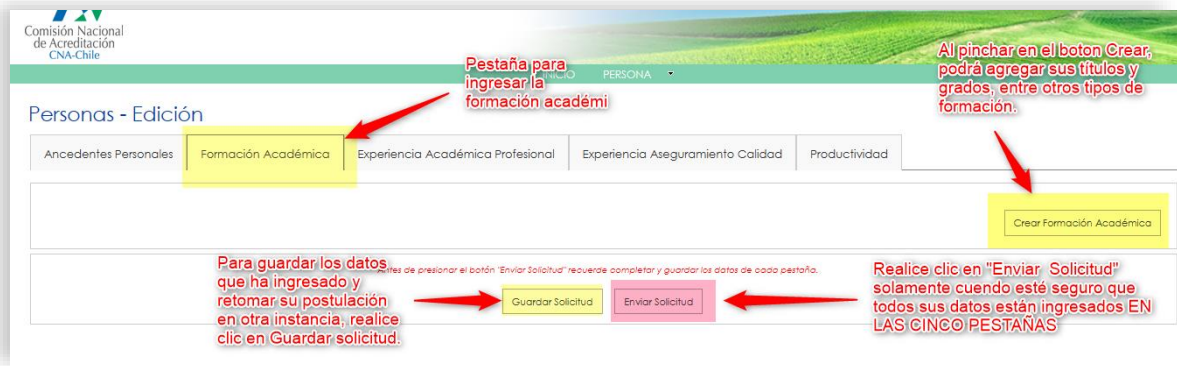 Comisión Nacional
de Acreditación
CNA-Chile
INICIO PERSONA
Pestaña para
ingresar la
formación académi
Al pinchar en el boton Crear,
podrá agregar sus títulos y
grados, entre otros tipos de
formación.
Personas - Edición
Ancedentes Personales Formación Académica Experiencia Académica Profesional Experiencia Aseguramiento Calidad Productividad
Crear Formación Académica
Antes de presionar el botón "Enviar Solicitud" recuerde completar y guardar los datos de cada pestaña.
Para guardar los datos
que ha ingresado y
retomar su postulación
en otra instancia, realice
clic en Guardar solicitud.
Guardar Solicitud Enviar Solicitud
Realice clic en "Enviar Solicitud"
solamente cuendo esté seguro que
todos sus datos están ingresados EN
LAS CINCO PESTAÑAS